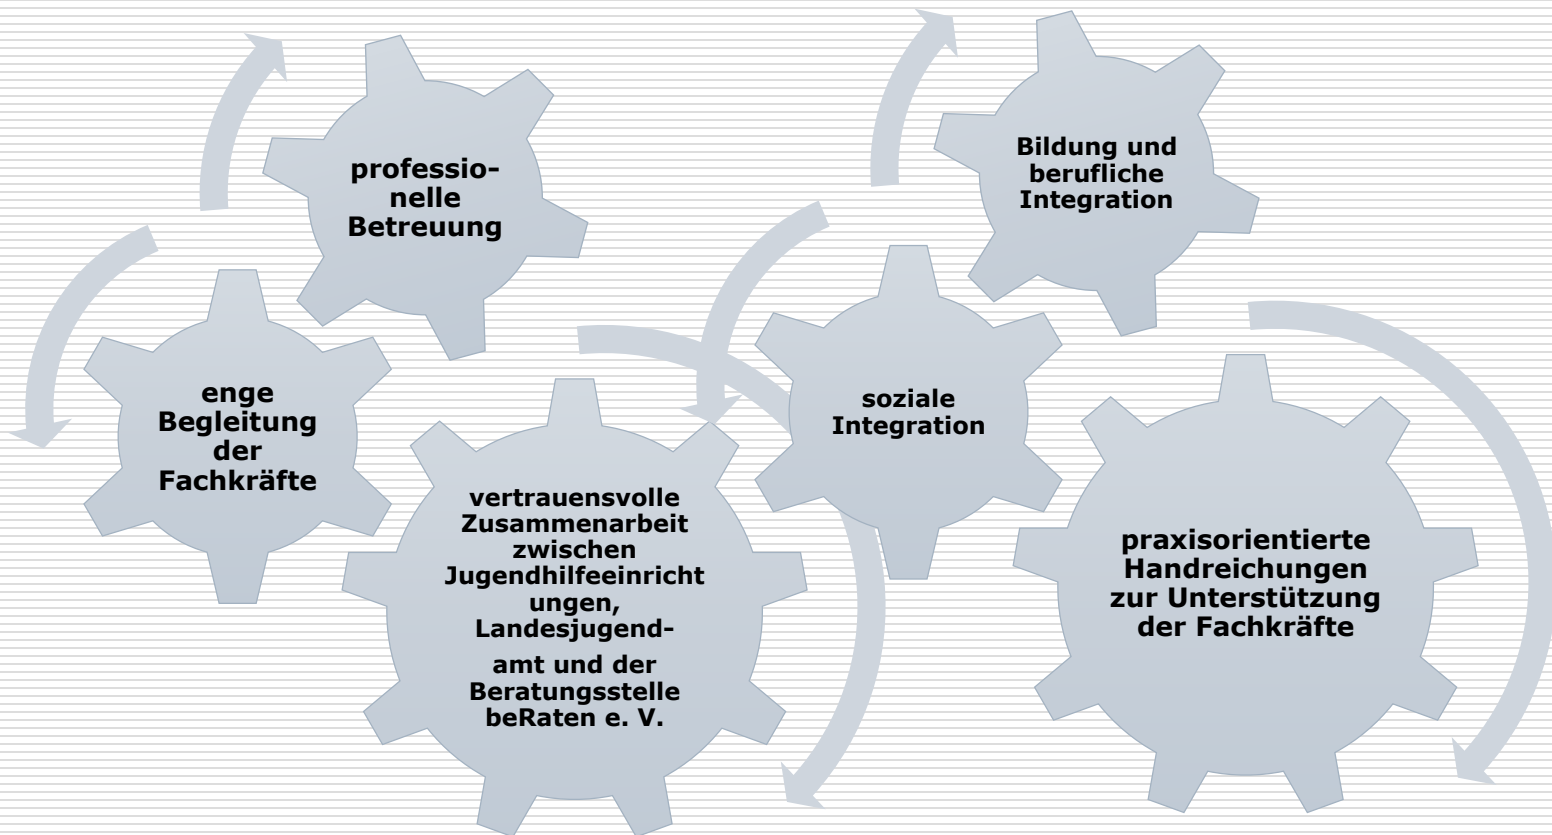 professio-
nelle
Betreuung
enge
Begleitung
der
Fachkräfte
vertrauensvolle
Zusammenarbeit
zwischen
Jugendhilfeeinricht
ungen,
Landesjugend-
amt und der
Beratungsstelle
beRaten e. V.
Bildung und
berufliche
Integration
soziale
Integration
praxisorientierte
Handreichungen
zur Unterstützung
der Fachkräfte